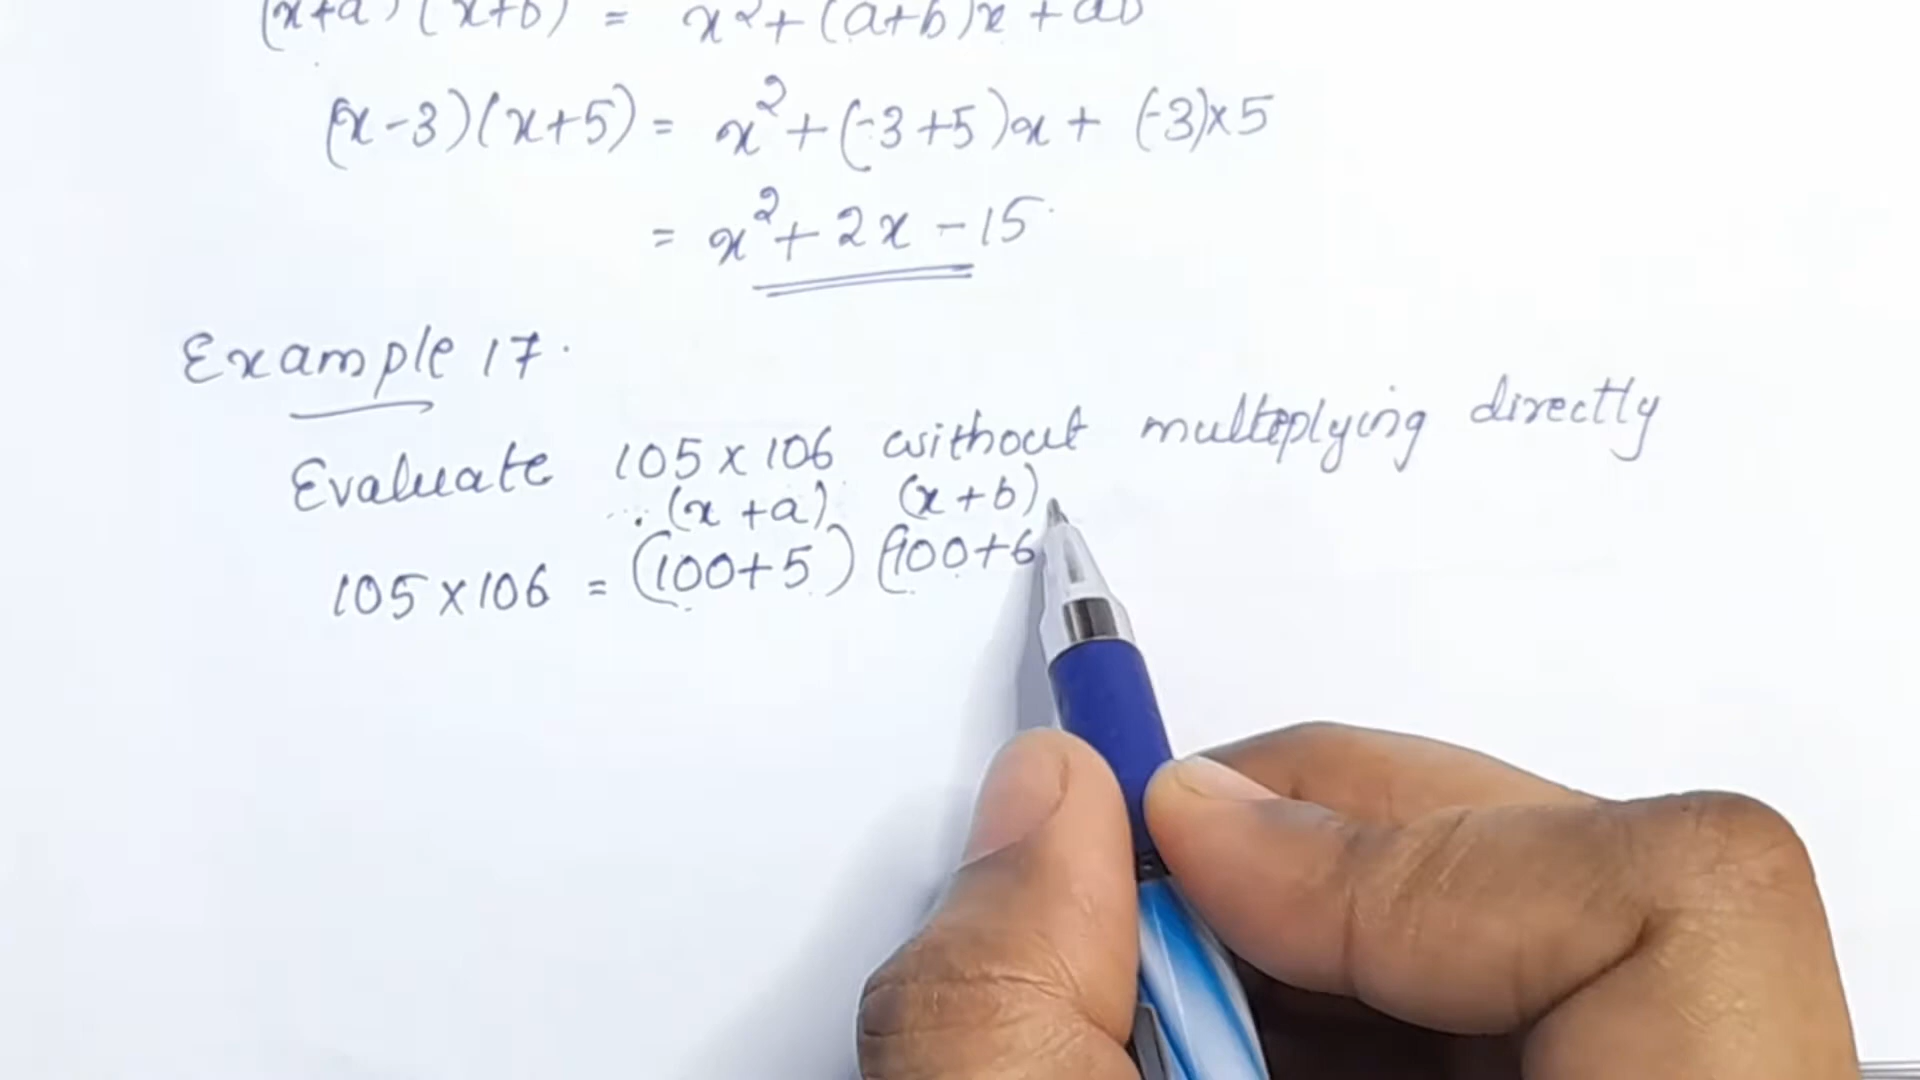 (x+a) (x+b) = x² + (a+b)x + ab
(x-3)(x+5) = x² + (-3+5)x + (-3)×5
= x² + 2x - 15
Example 17.
Evaluate 105 × 106 without multiplying directly
(x +a) (x +b)
105 × 106 = (100+5) (100+6